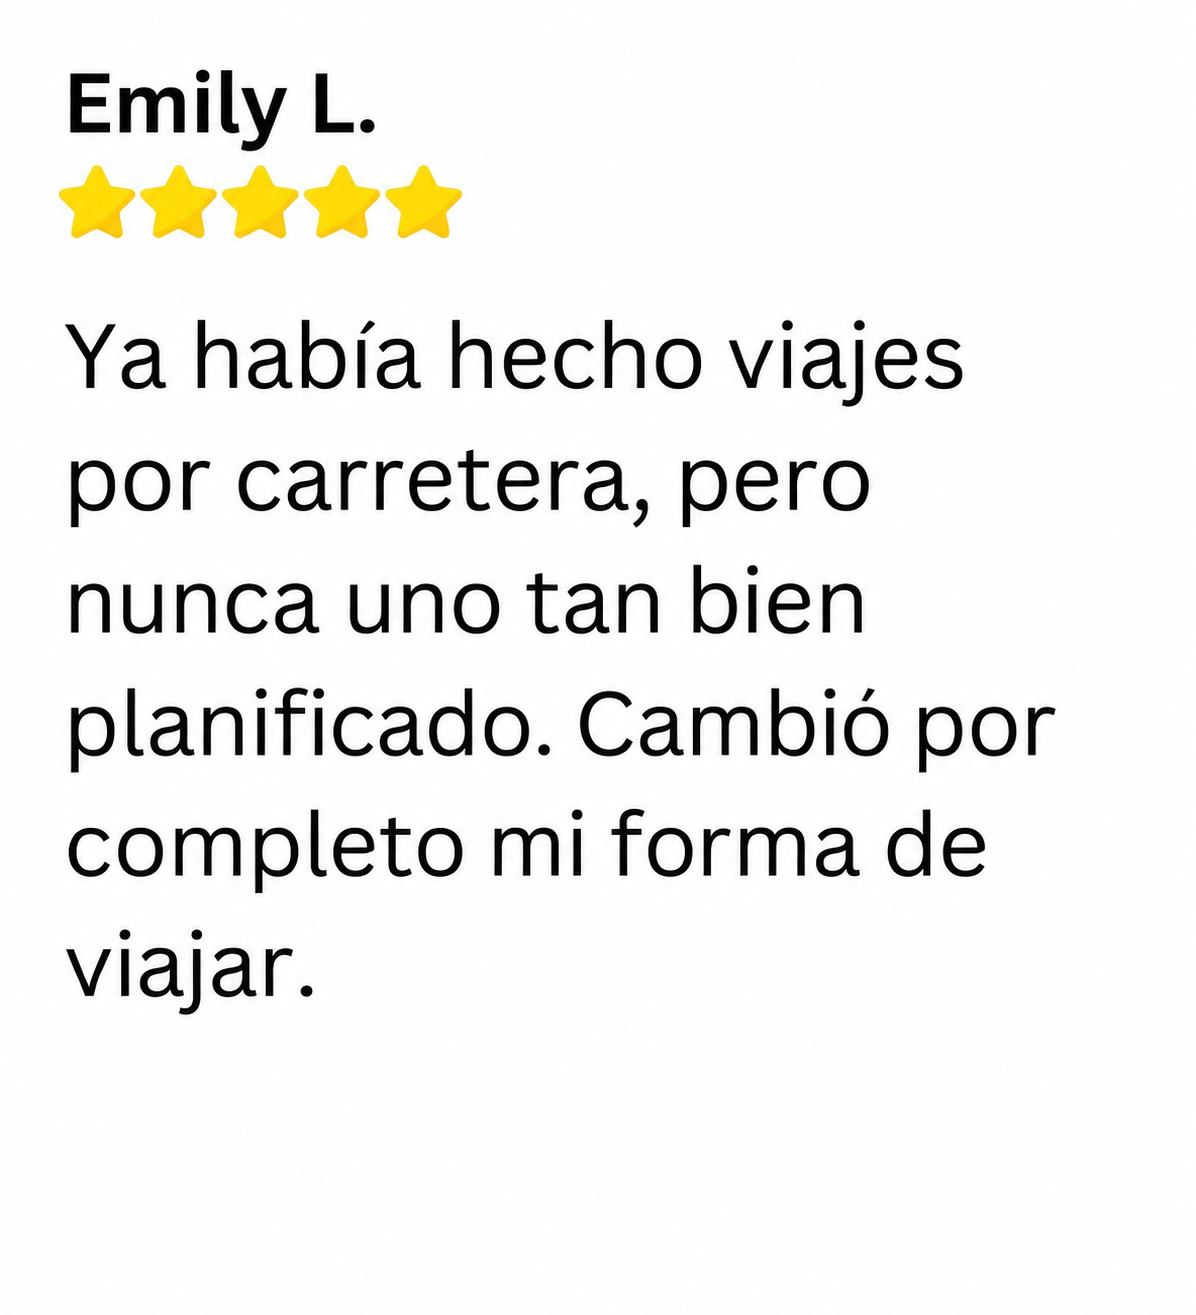 Emily L.
Ya había hecho viajes
por carretera, pero
nunca uno tan bien
planificado. Cambió por
completo mi forma de
viajar.